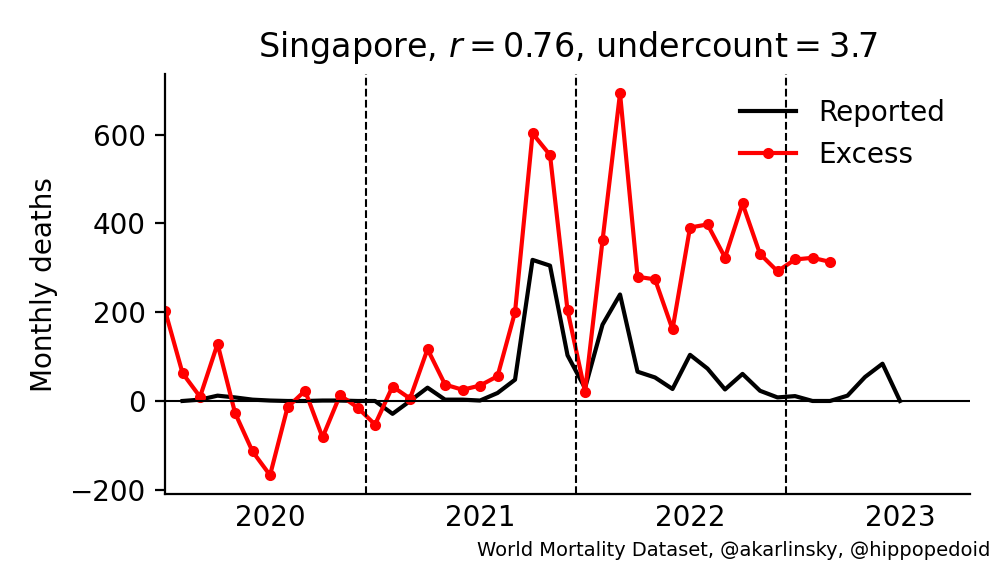 Singapore, r = 0.76, undercount = 3.7
Monthly deaths
600
400
200
0
−200
Reported
Excess
2020 2021 2022 2023
World Mortality Dataset, @akarlinsky, @hippopedoid